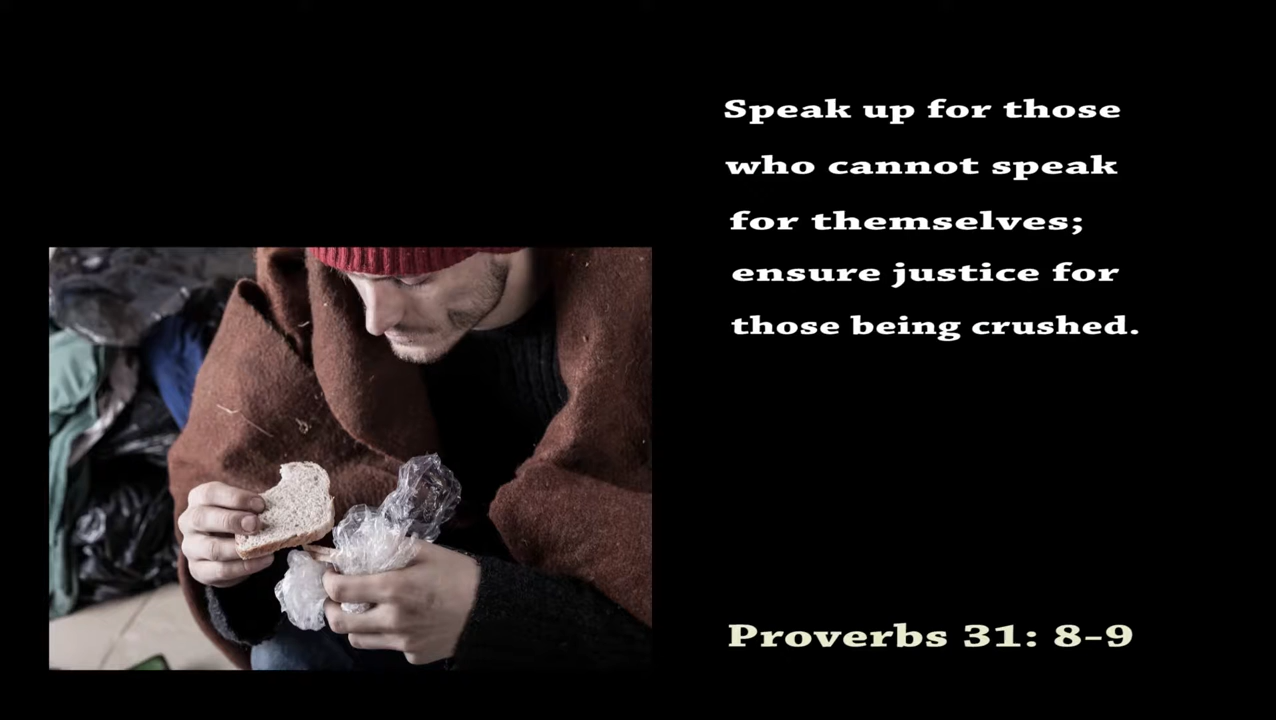 Speak up for those
who cannot speak
for themselves;
ensure justice for
those being crushed.
Proverbs 31: 8-9